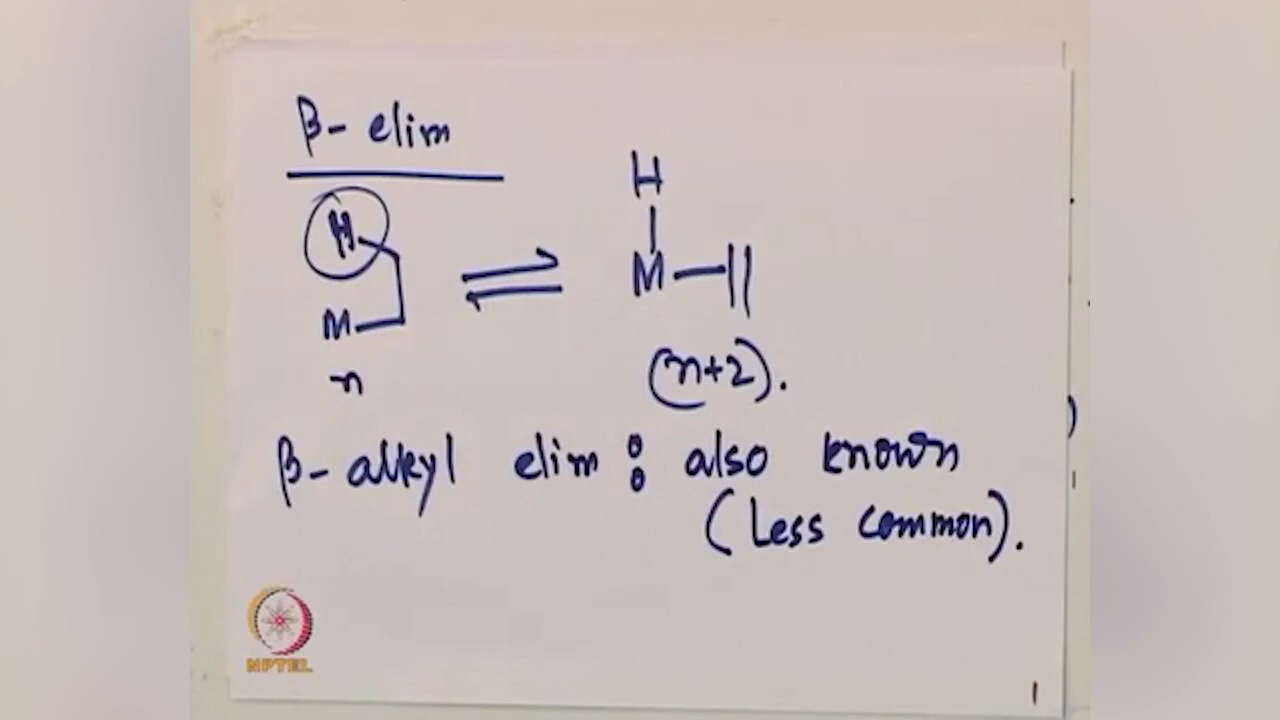 β- elim
H
H
M
M
n
(n+2).
β- alkyl elim : also known
(Less common).
NPTEL